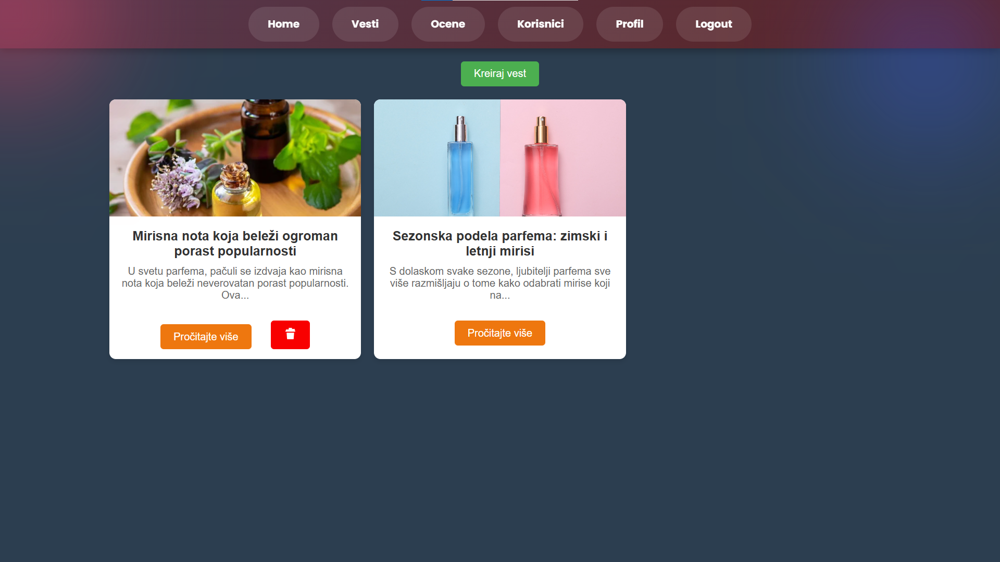 Home
Vesti
Ocene
Korisnici
Profil
Logout
Kreiraj vest
Mirisna nota koja beleži ogroman
porast popularnosti
U svetu parfema, pačuli se izdvaja kao mirisna
nota koja beleži neverovatan porast popularnosti.
Ova...
Pročitajte više
Sezonska podela parfema: zimski i
letnji mirisi
S dolaskom svake sezone, ljubitelji parfema sve
više razmišljaju o tome kako odabrati mirise koji
na...
Pročitajte više